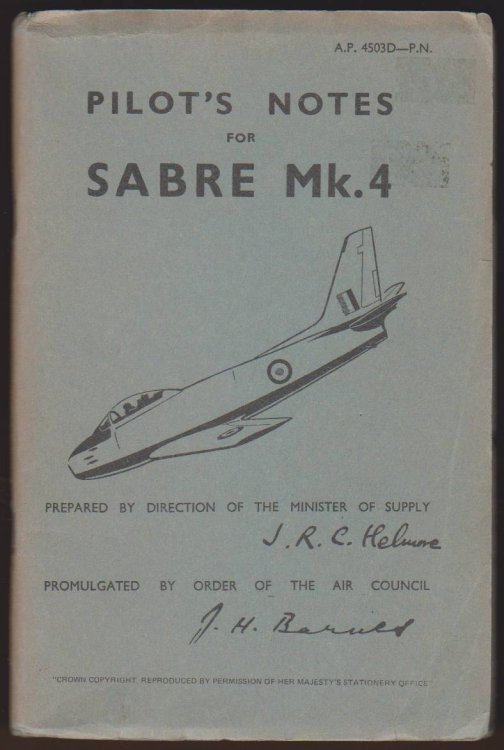 A.P. 4503D—P.N.
PILOT'S NOTES
FOR
SABRE Mk.4
PREPARED BY DIRECTION OF THE MINISTER OF SUPPLY
J. R. C. Helmore
PROMULGATED BY ORDER OF THE AIR COUNCIL
J. H. Barnes
"CROWN COPYRIGHT, REPRODUCED BY PERMISSION OF HER MAJESTY'S STATIONERY OFFICE"